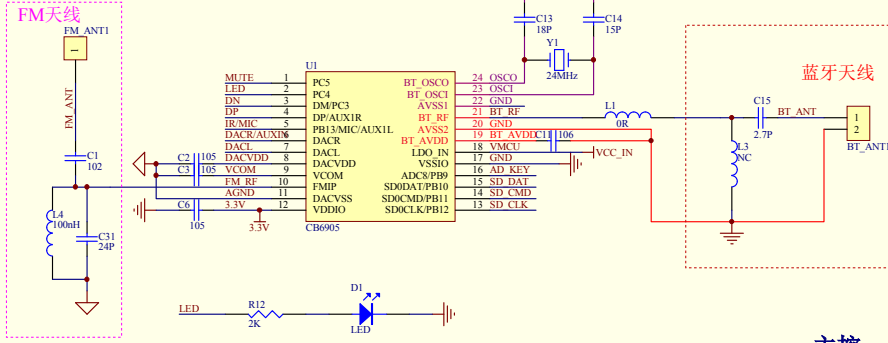 FM天线
FM_ANT1
1
FM_ANT
C1
102
L4
100nH
C31
24P
C13
18P
C14
15P
Y1
24MHz
U1
MUTE 1 PC5
LED 2 PC4
DN 3 DM/PC3
DP 4 DP/AUX1R
IR/MIC 5 PB13/MIC/AUX1L
DACR/AUXIN 6 DACR
DACL 7 DACL
DACVDD 8 DACVDD
VCOM 9 VCOM
FM_RF 10 FMIP
AGND 11 DACVSS
3.3V 12 VDDIO
BT_OSCO 24 OSCO
BT_OSCI 23 OSCI
AVSS1 22 GND
BT_RF 21 BT_RF
AVSS2 20 GND
BT_AVDD 19 BT_AVDD
LDO_IN 18 VMCU
VSSIO 17 GND
ADC8/PB9 16 AD_KEY
SD0DAT/PB10 15 SD_DAT
SD0CMD/PB11 14 SD_CMD
SD0CLK/PB12 13 SD_CLK
CB6905
C2 105
C3 105
C6
105
3.3V
C11 106
VCC_IN
L1
0R
L3
NC
蓝牙天线
C15
2.7P
BT_ANT
1
2
BT_ANT1
LED
R12
2K
D1
LED